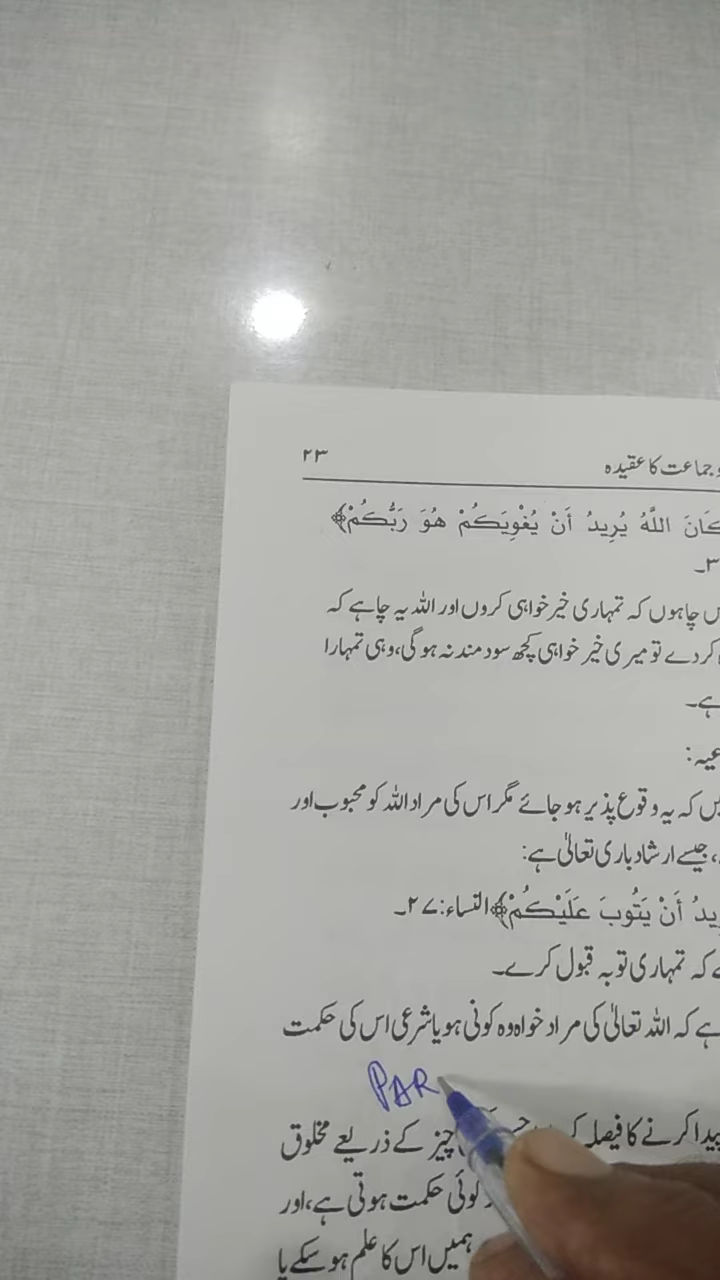 جماعت کا عقیدہ ۲۳
كَانَ اللَّهُ يُرِيدُ أَنْ يُغْوِيَكُمْ هُوَ رَبُّكُمْ﴾
۳۔
چاہوں کہ تمہاری خیر خواہی کروں اور اللہ یہ چاہے کہ
کر دے تو میری خیر خواہی کچھ سود مند نہ ہو گی، وہی تمہارا
ہے۔
کہ یہ وقوع پذیر ہو جائے مگر اس کی مراد اللہ کو محبوب اور
، جیسے ارشاد باری تعالیٰ ہے:
أَنْ يَتُوبَ عَلَيْكُمْ﴾ النساء: ۲۷۔
کہ تمہاری توبہ قبول کرے۔
ہے کہ اللہ تعالیٰ کی مراد خواہ وہ کونی ہو یا شرعی اس کی حکمت
PAR
پیدا کرنے کا فیصلہ چیز کے ذریعے مخلوق
کوئی حکمت ہوتی ہے، اور
ہمیں اس کا علم ہو سکے یا